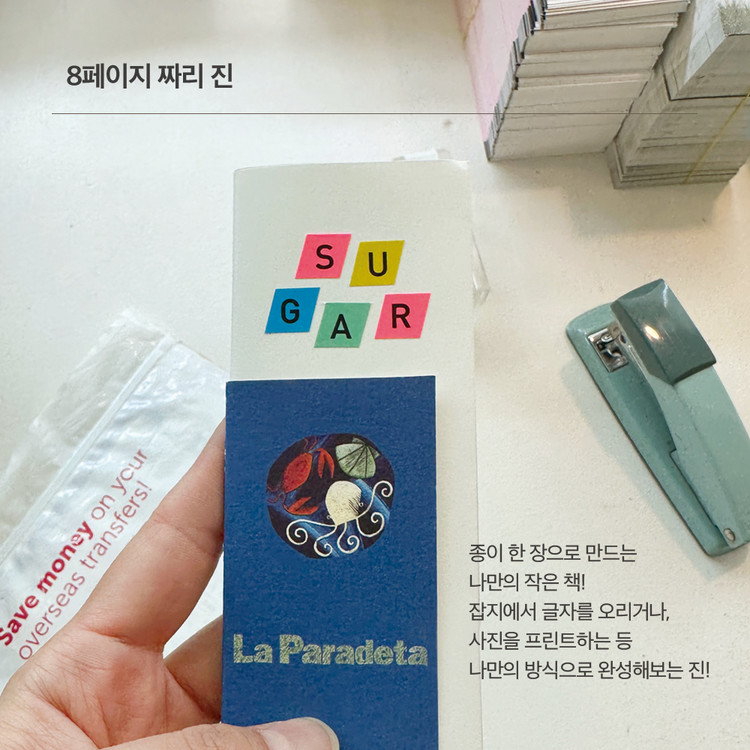 8페이지 짜리 진
SU
GAR
La Paradeta
Save money on your
overseas transfers!
종이 한 장으로 만드는
나만의 작은 책!
잡지에서 글자를 오리거나,
사진을 프린트하는 등
나만의 방식으로 완성해보는 진!